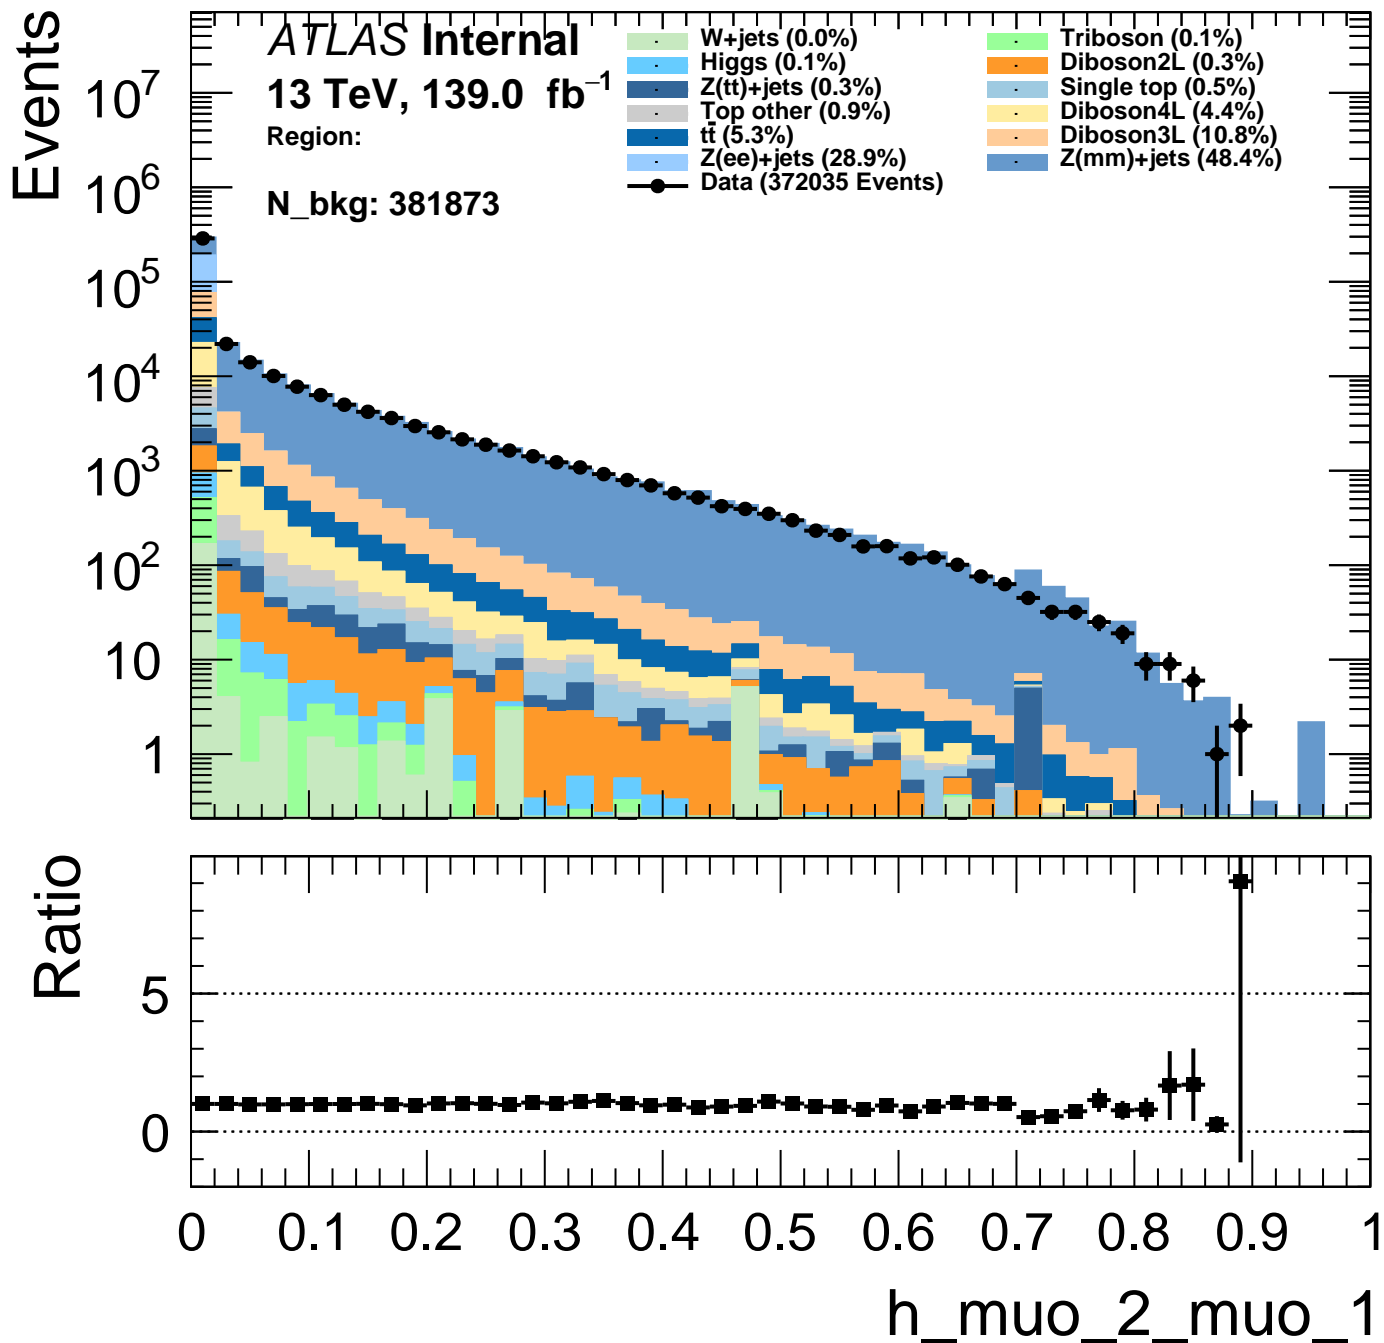 Events
10⁷
10⁶
10⁵
10⁴
10³
10²
10
1
ATLAS Internal
13 TeV, 139.0 fb⁻¹
Region:
N_bkg: 381873
W+jets (0.0%)
Higgs (0.1%)
Z(tt)+jets (0.3%)
Top other (0.9%)
tt̄ (5.3%)
Z(ee)+jets (28.9%)
Data (372035 Events)
Triboson (0.1%)
Diboson2L (0.3%)
Single top (0.5%)
Diboson4L (4.4%)
Diboson3L (10.8%)
Z(mm)+jets (48.4%)
Ratio
5
0
0 0.1 0.2 0.3 0.4 0.5 0.6 0.7 0.8 0.9 1
h_muo_2_muo_1